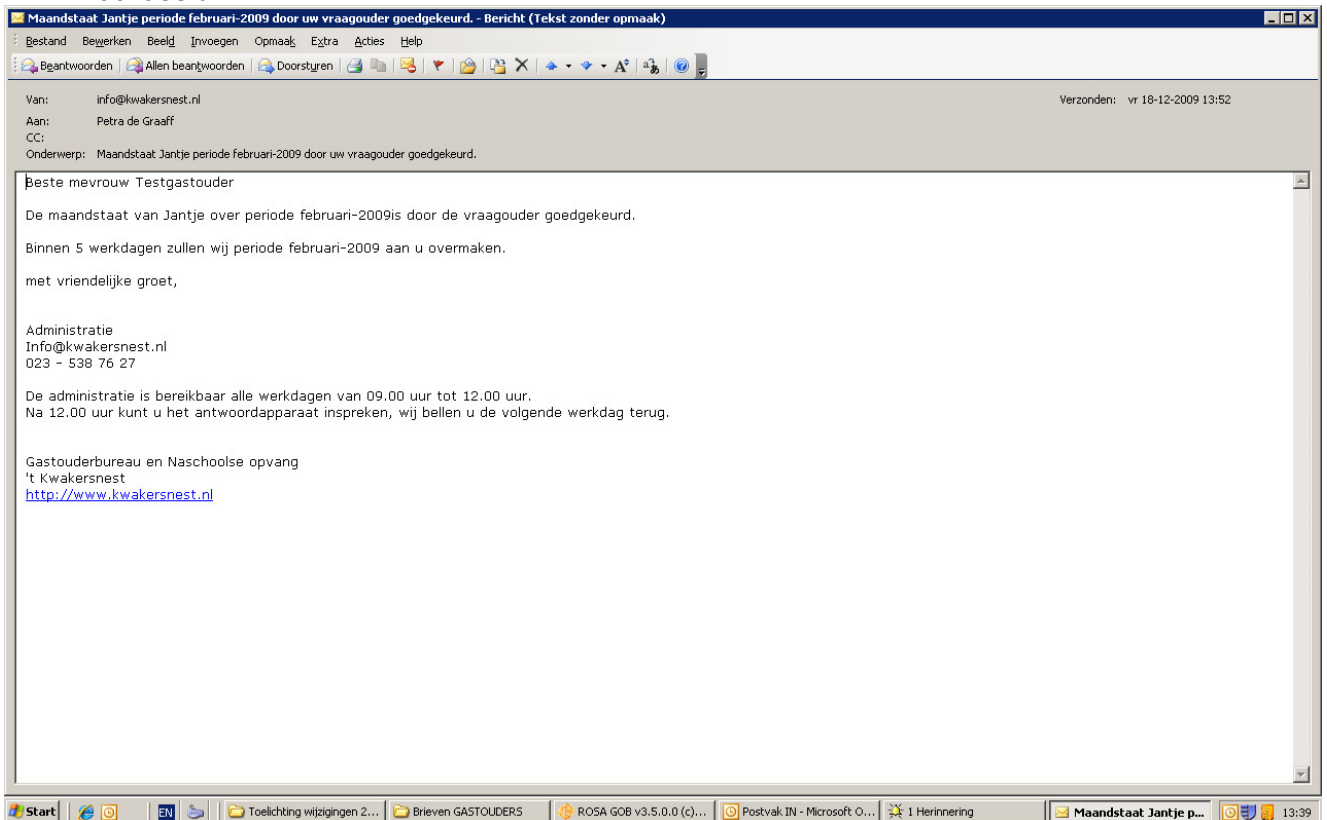 Maandstaat Jantje periode februari-2009 door uw vraagouder goedgekeurd. - Bericht (Tekst zonder opmaak)
Bestand Bewerken Beeld Invoegen Opmaak Extra Acties Help
Beantwoorden Allen beantwoorden Doorsturen
Van: info@kwakersnest.nl Verzonden: vr 18-12-2009 13:52
Aan: Petra de Graaff
CC:
Onderwerp: Maandstaat Jantje periode februari-2009 door uw vraagouder goedgekeurd.
Beste mevrouw Testgastouder
De maandstaat van Jantje over periode februari-2009is door de vraagouder goedgekeurd.
Binnen 5 werkdagen zullen wij periode februari-2009 aan u overmaken.
met vriendelijke groet,
Administratie
Info@kwakersnest.nl
023 - 538 76 27
De administratie is bereikbaar alle werkdagen van 09.00 uur tot 12.00 uur.
Na 12.00 uur kunt u het antwoordapparaat inspreken, wij bellen u de volgende werkdag terug.
Gastouderbureau en Naschoolse opvang
't Kwakersnest
http://www.kwakersnest.nl
Start EN Toelichting wijzigingen 2... Brieven GASTOUDERS ROSA GOB v3.5.0.0 (c)... Postvak IN - Microsoft O... 1 Herinnering Maandstaat Jantje p... 13:39